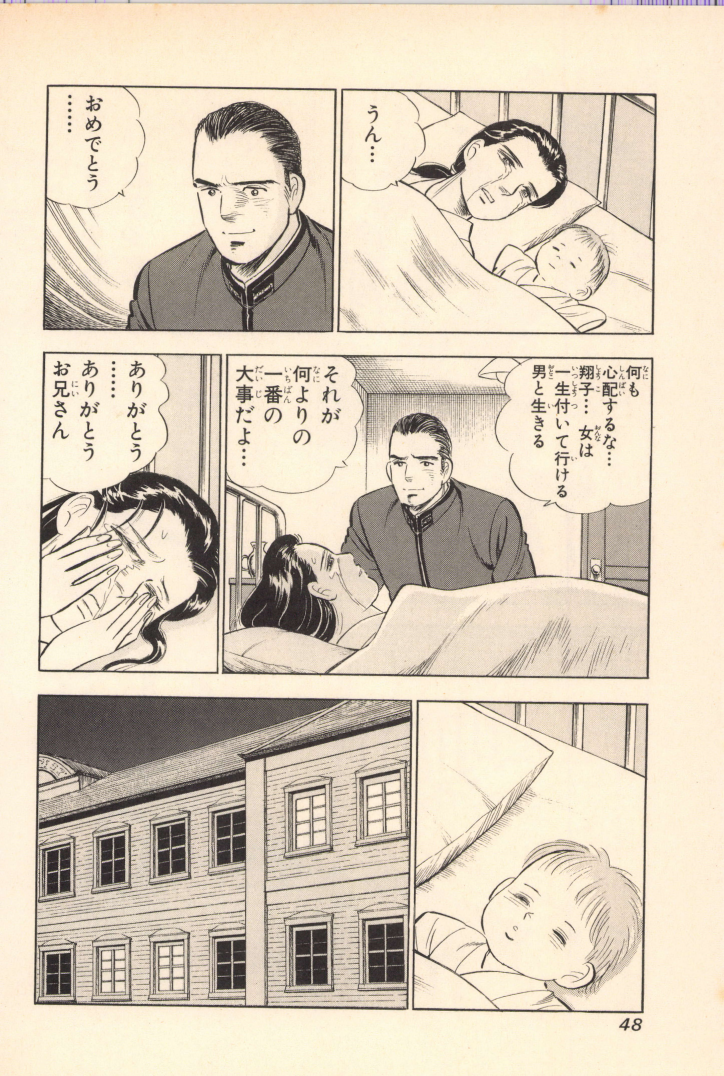 うん…
おめでとう
……
何も
心配するな…
翔子… 女は
一生付いて行ける
男と生きる
それが
何よりの
一番の
大事だよ…
ありがとう
……
ありがとう
お兄さん
48